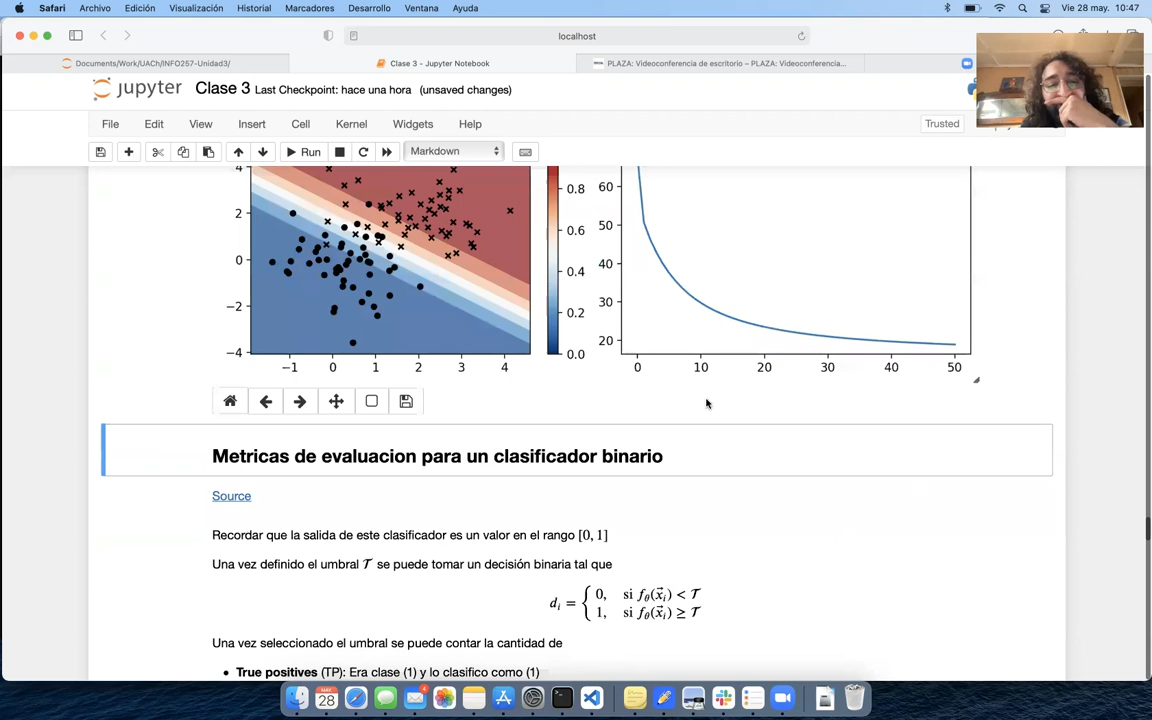 Safari Archivo Edición Visualización Historial Marcadores Desarrollo Ventana Ayuda Vie 28 may. 10:47
localhost
Documents/Work/UACh/INFO257-Unidad3/ Clase 3 - Jupyter Notebook PLAZA: Videoconferencia de escritorio – PLAZA: Videoconferencia...
jupyter Clase 3 Last Checkpoint: hace una hora (unsaved changes)
File Edit View Insert Cell Kernel Widgets Help Trusted
Run Markdown
4
2
0
−2
−4
−1 0 1 2 3 4
0.8
0.6
0.4
0.2
0.0
60
50
40
30
20
0 10 20 30 40 50
Metricas de evaluacion para un clasificador binario
Source
Recordar que la salida de este clasificador es un valor en el rango [0, 1]
Una vez definido el umbral 𝒯 se puede tomar un decisión binaria tal que
d_i = { 0, si f_θ(x⃗_i) < 𝒯
1, si f_θ(x⃗_i) ≥ 𝒯
Una vez seleccionado el umbral se puede contar la cantidad de
• True positives (TP): Era clase (1) y lo clasifico como (1)
MAY.
28
4